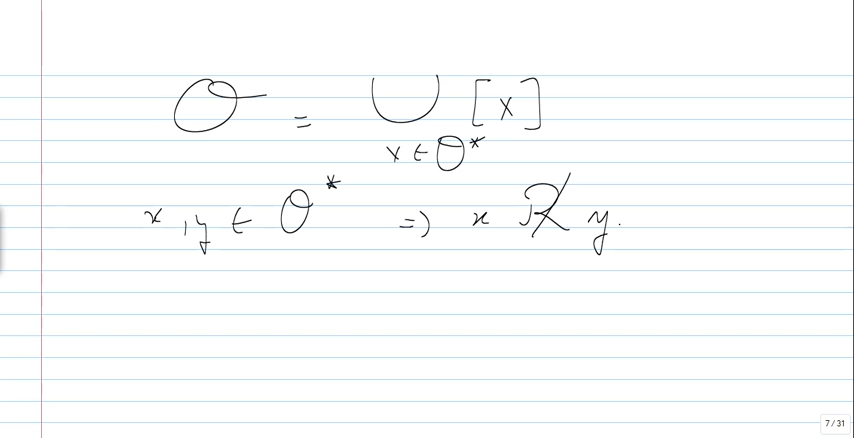 O = ∪ [x]
x ∈ O*
x, y ∈ O* => x R̸ y.
7 / 31